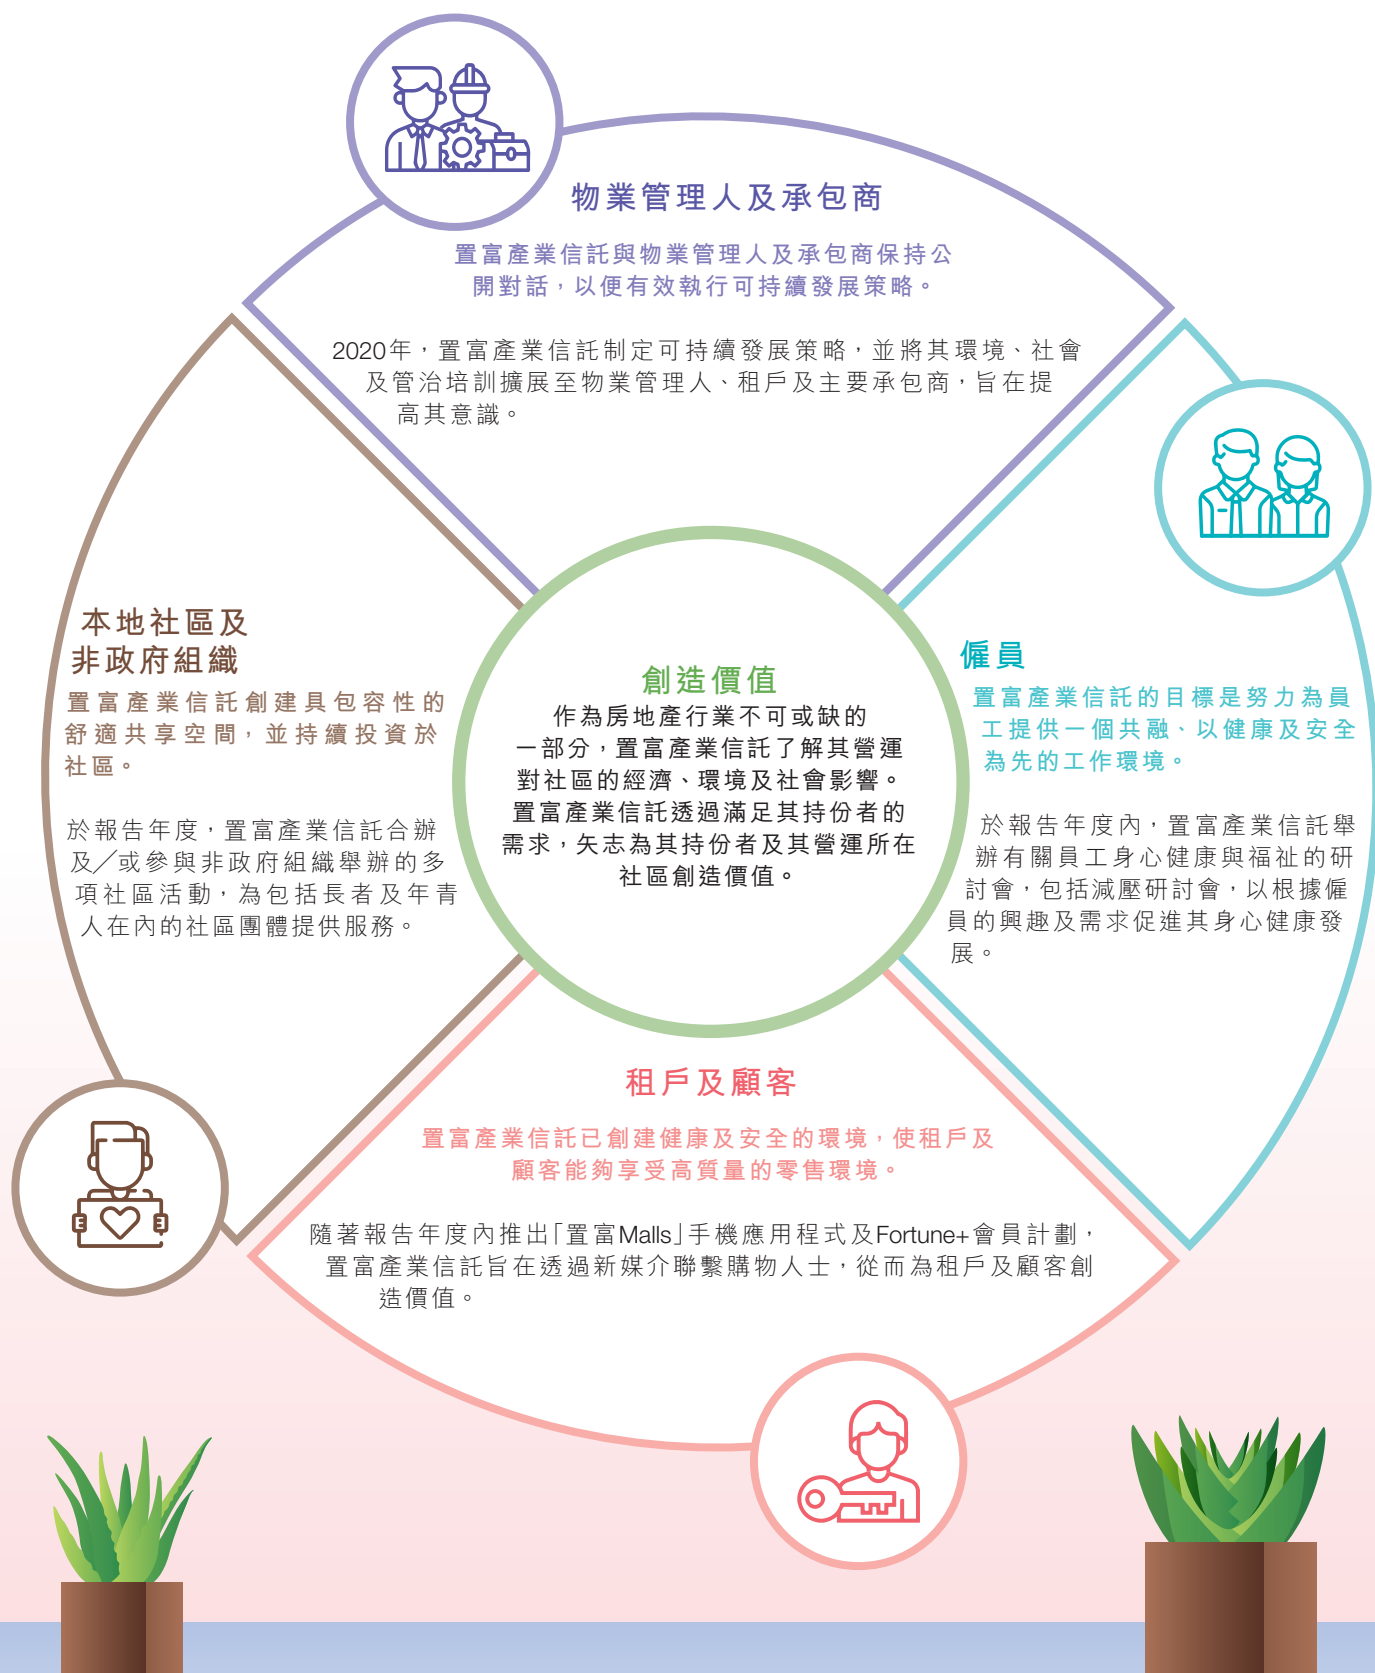 物業管理人及承包商
置富產業信託與物業管理人及承包商保持公
開對話，以便有效執行可持續發展策略。
2020年，置富產業信託制定可持續發展策略，並將其環境、社會
及管治培訓擴展至物業管理人、租戶及主要承包商，旨在提
高其意識。
本地社區及
非政府組織
置富產業信託創建具包容性的
舒適共享空間，並持續投資於
社區。
於報告年度，置富產業信託合辦
及／或參與非政府組織舉辦的多
項社區活動，為包括長者及年青
人在內的社區團體提供服務。
創造價值
作為房地產行業不可或缺的
一部分，置富產業信託了解其營運
對社區的經濟、環境及社會影響。
置富產業信託透過滿足其持份者的
需求，矢志為其持份者及其營運所在
社區創造價值。
僱員
置富產業信託的目標是努力為員
工提供一個共融、以健康及安全
為先的工作環境。
於報告年度內，置富產業信託舉
辦有關員工身心健康與福祉的研
討會，包括減壓研討會，以根據僱
員的興趣及需求促進其身心健康發
展。
租戶及顧客
置富產業信託已創建健康及安全的環境，使租戶及
顧客能夠享受高質量的零售環境。
隨著報告年度內推出「置富Malls」手機應用程式及Fortune+會員計劃，
置富產業信託旨在透過新媒介聯繫購物人士，從而為租戶及顧客創
造價值。